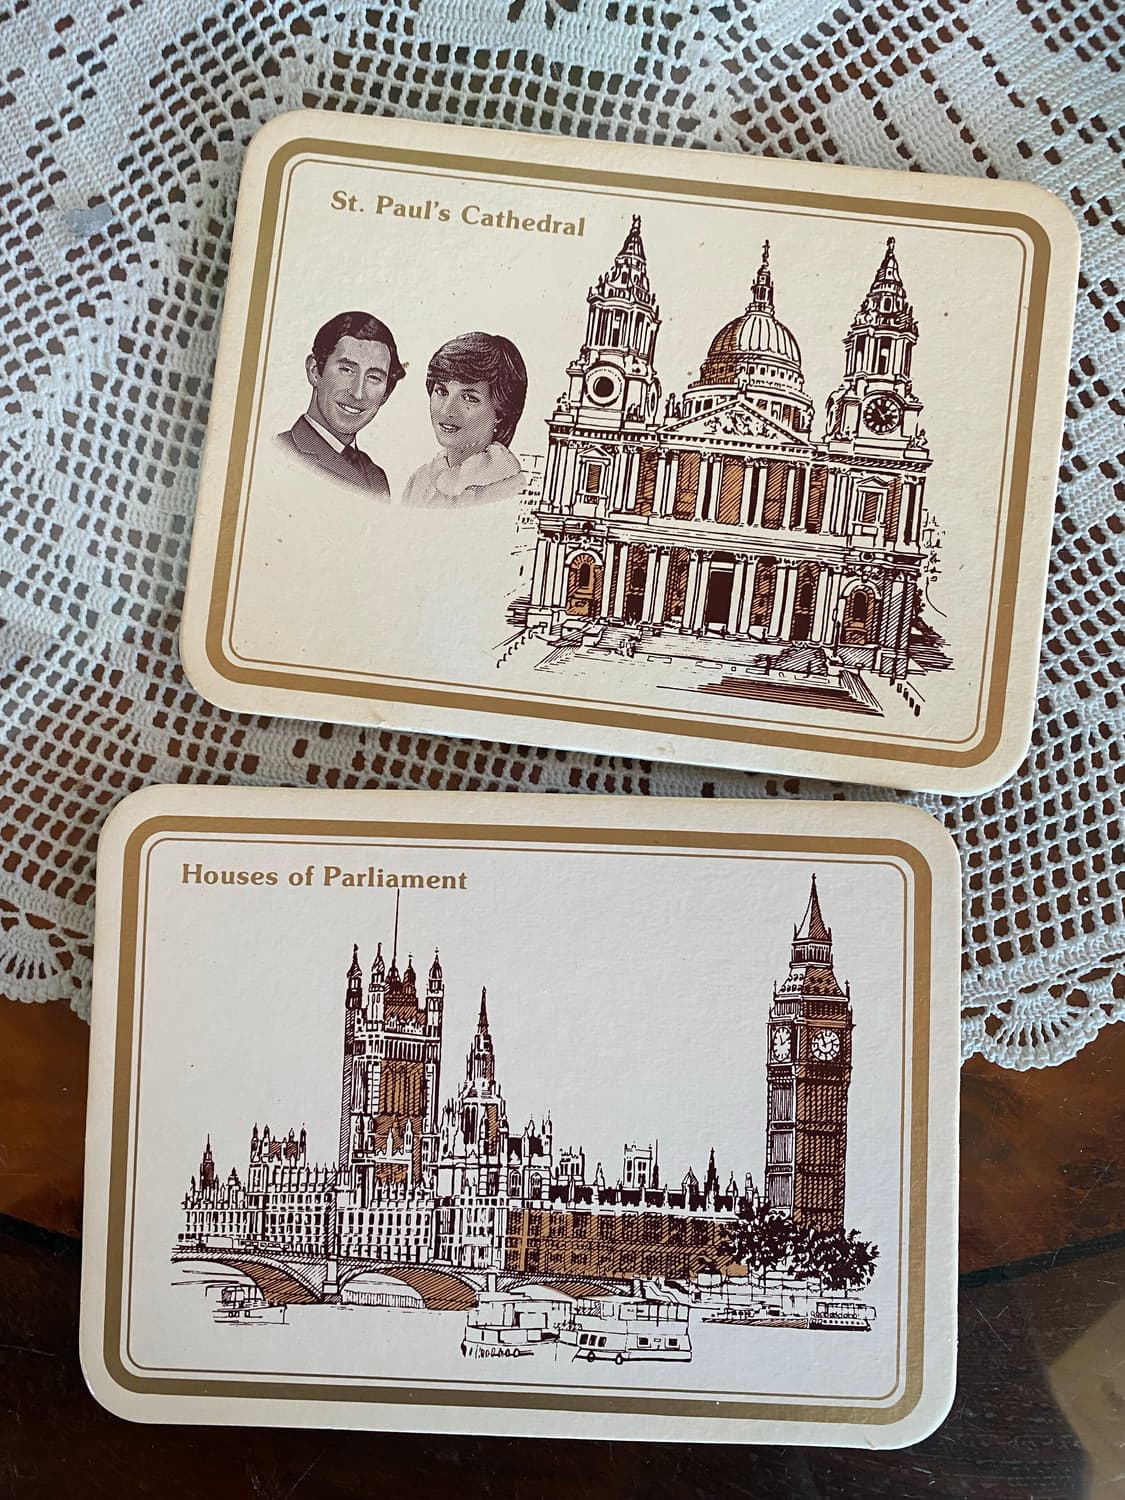 St. Paul's Cathedral
Houses of Parliament